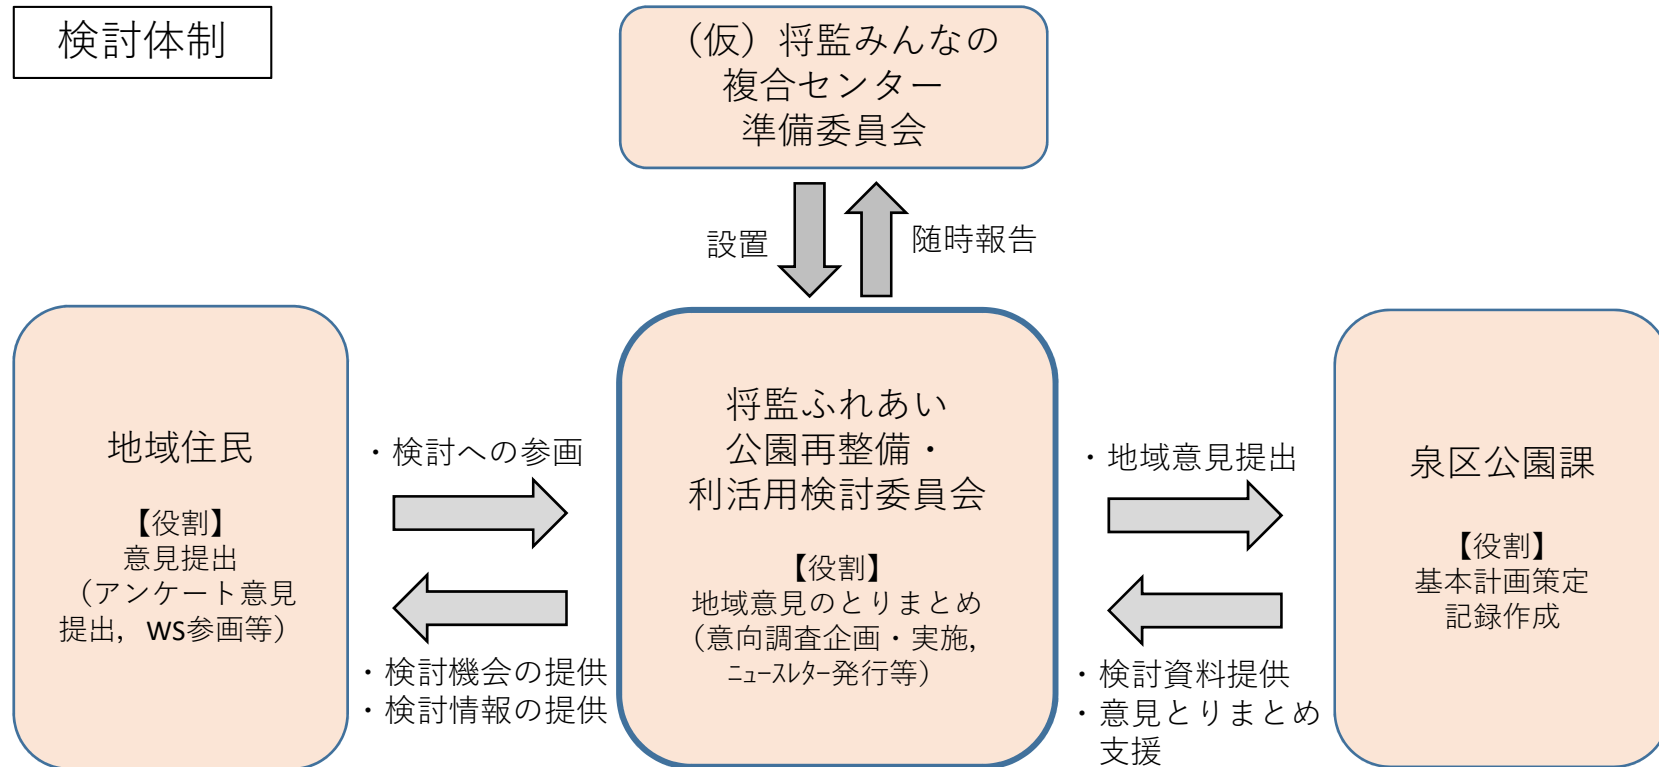 検討体制
（仮）将監みんなの
複合センター
準備委員会
設置
随時報告
地域住民
【役割】
意見提出
（アンケート意見
提出，WS参画等）
・検討への参画
・検討機会の提供
・検討情報の提供
将監ふれあい
公園再整備・
利活用検討委員会
【役割】
地域意見のとりまとめ
（意向調査企画・実施，
ﾆｭｰｽﾚﾀｰ発行等）
・地域意見提出
・検討資料提供
・意見とりまとめ
支援
泉区公園課
【役割】
基本計画策定
記録作成